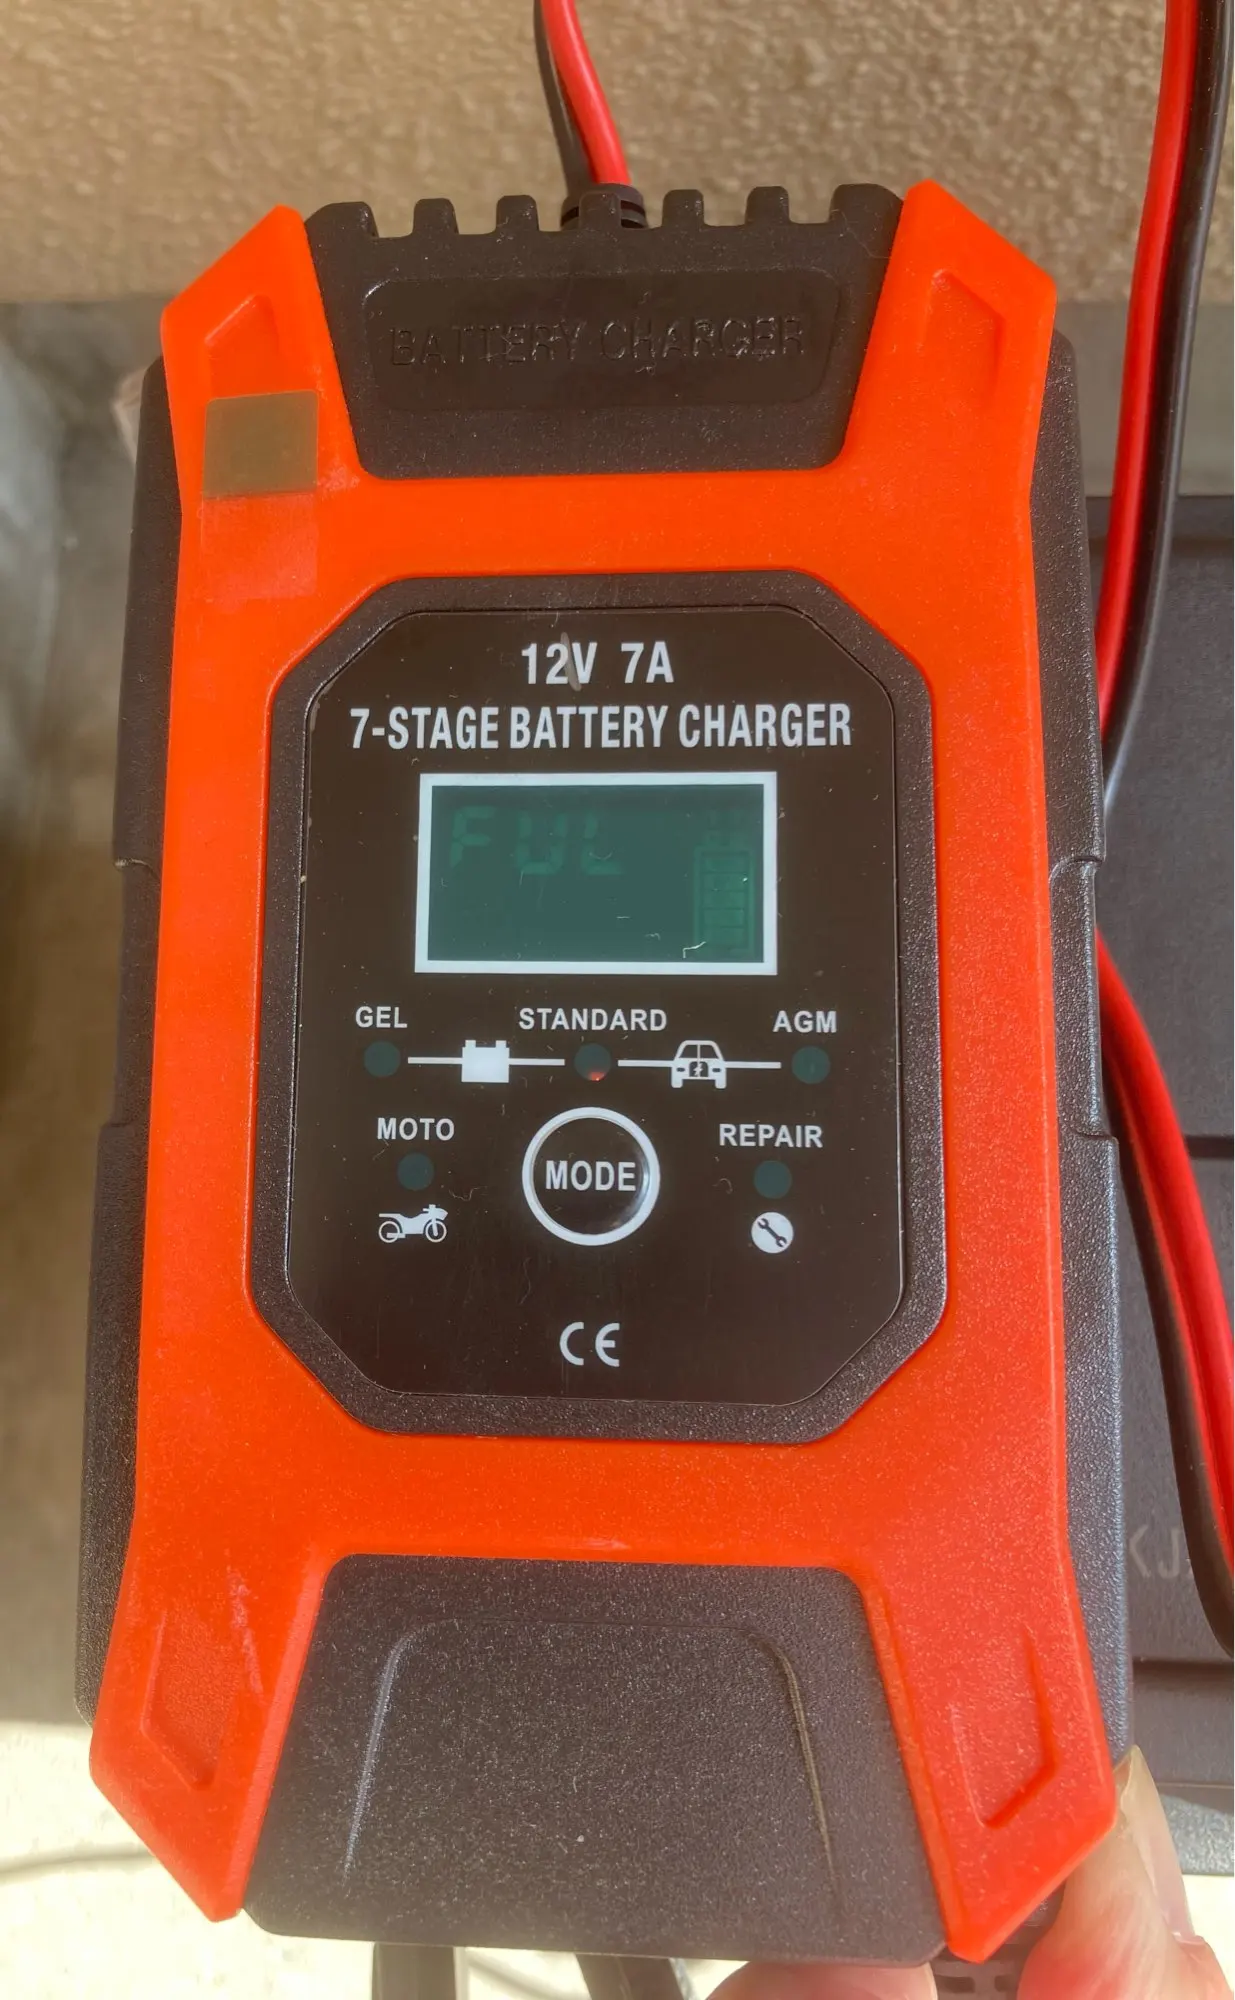 BATTERY CHARGER
12V 7A
7-STAGE BATTERY CHARGER
FUL
GEL STANDARD AGM
MOTO REPAIR
MODE
CE